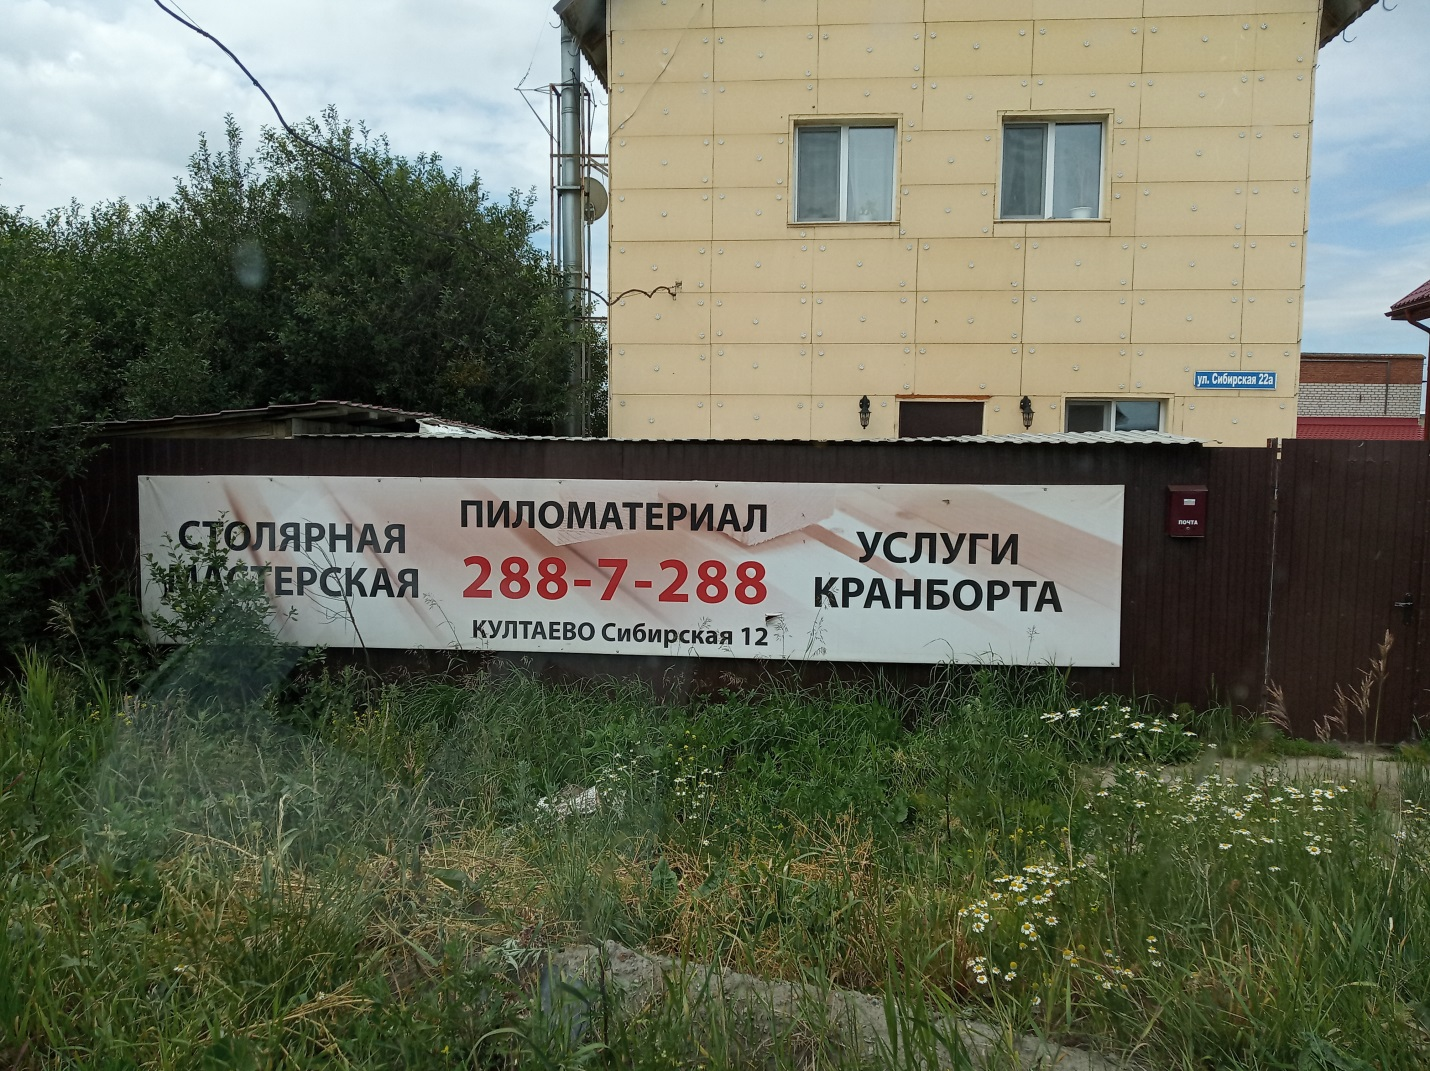 ул. Сибирская 22а
СТОЛЯРНАЯ
МАСТЕРСКАЯ
ПИЛОМАТЕРИАЛ
288-7-288
КУЛТАЕВО Сибирская 12
УСЛУГИ
КРАНБОРТА
ПОЧТА